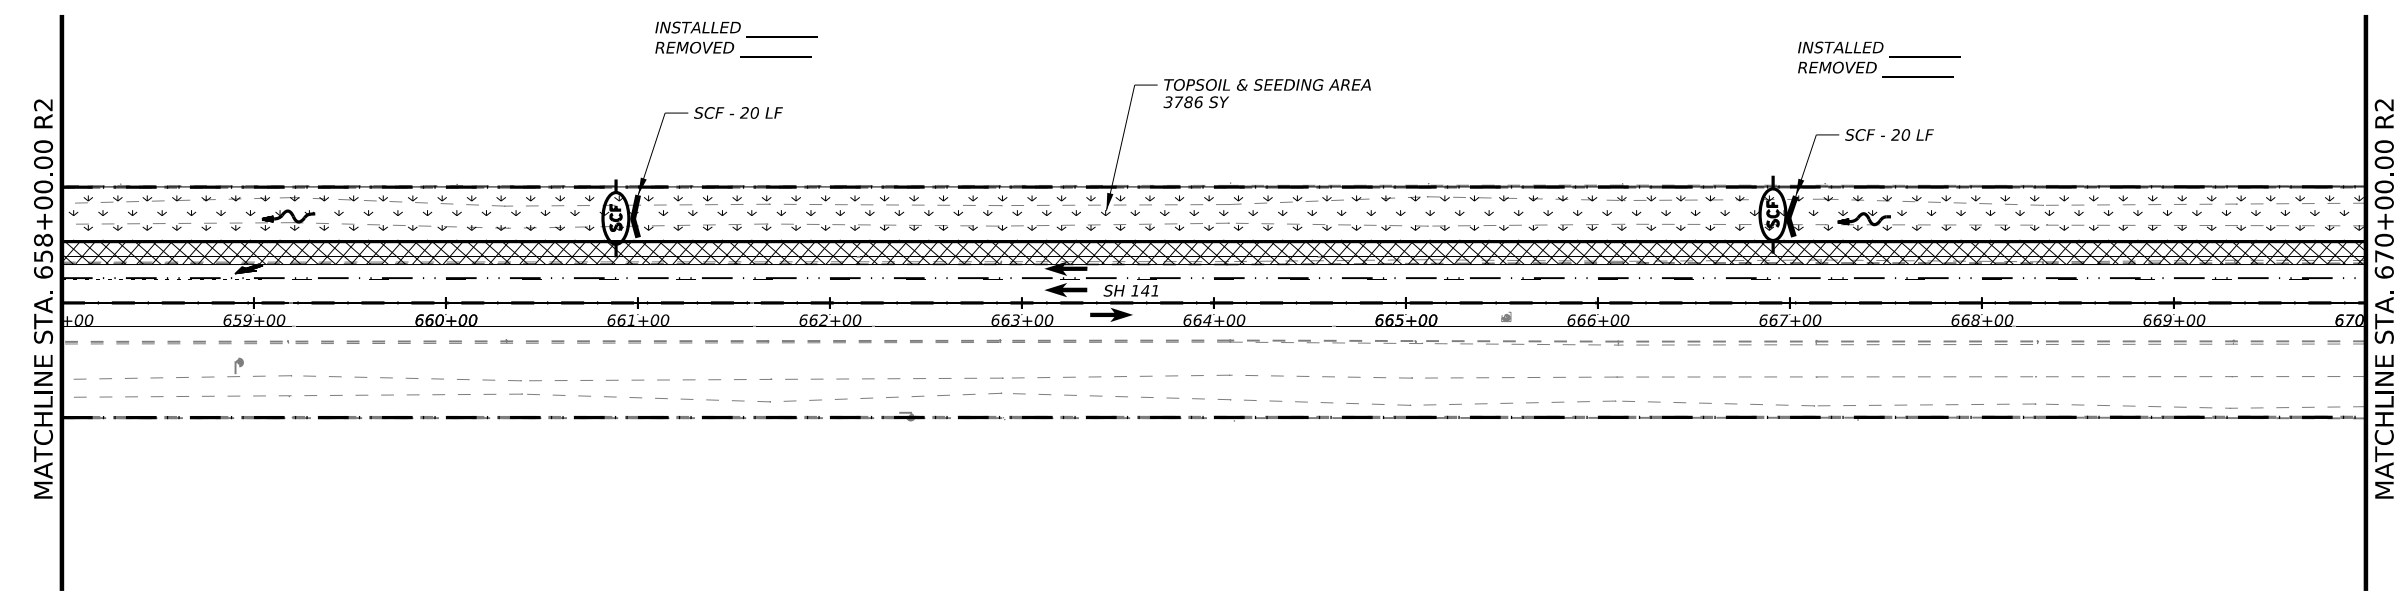 INSTALLED
REMOVED
INSTALLED
REMOVED
TOPSOIL & SEEDING AREA
3786 SY
SCF - 20 LF
SCF - 20 LF
MATCHLINE STA. 658+00.00 R2
SCF
SCF
SH 141
+00 659+00 660+00 661+00 662+00 663+00 664+00 665+00 666+00 667+00 668+00 669+00 670
MATCHLINE STA. 670+00.00 R2